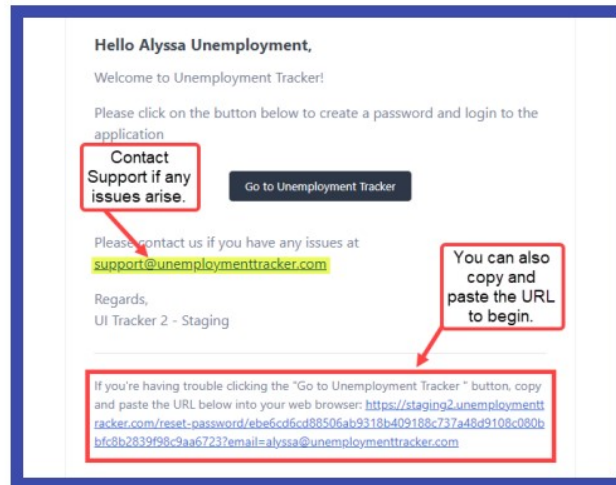 Hello Alyssa Unemployment,
Welcome to Unemployment Tracker!
Please click on the button below to create a password and login to the
application
Contact
Support if any
issues arise.
Go to Unemployment Tracker
Please contact us if you have any issues at
support@unemploymenttracker.com
You can also
copy and
paste the URL
to begin.
Regards,
UI Tracker 2 - Staging
If you're having trouble clicking the "Go to Unemployment Tracker " button, copy
and paste the URL below into your web browser: https://staging2.unemploymentt
racker.com/reset-password/ebe6cd6cd88506ab9318b409188c737a48d9108c080b
bfc8b2839f98c9aa6723?email=alyssa@unemploymenttracker.com